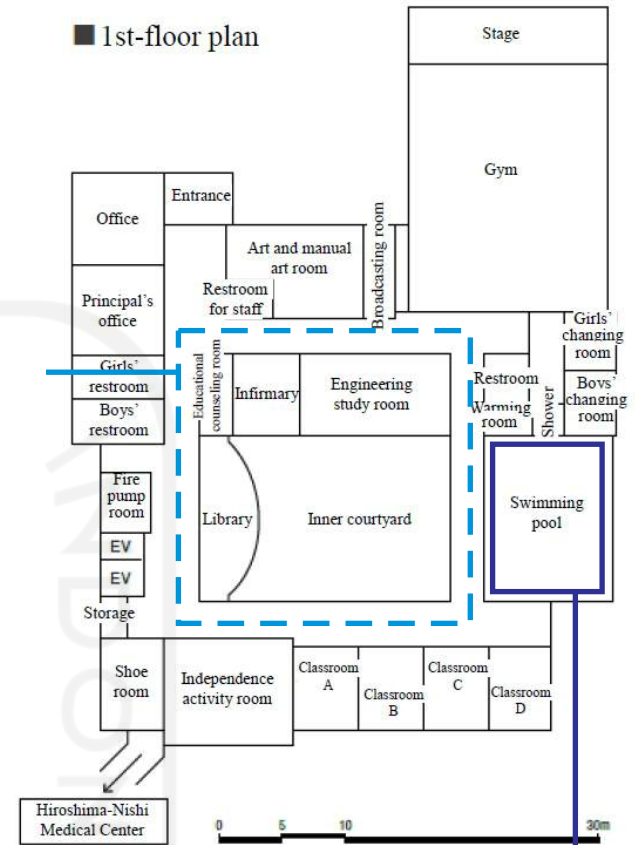 ■ 1st-floor plan
Stage
Gym
Entrance
Office
Art and manual
art room
Broadcasting room
Principal's
office
Restroom
for staff
Girls'
changing
room
Girls'
restroom
Educational
counseling room
Infirmary
Engineering
study room
Restroom
Boys'
changing
room
Boys'
restroom
Warming
room
Shower
Fire
pump
room
Library
Inner courtyard
Swimming
pool
EV
EV
Storage
Shoe
room
Independence
activity room
Classroom
A
Classroom
B
Classroom
C
Classroom
D
Hiroshima-Nishi
Medical Center
0 5 10 30m